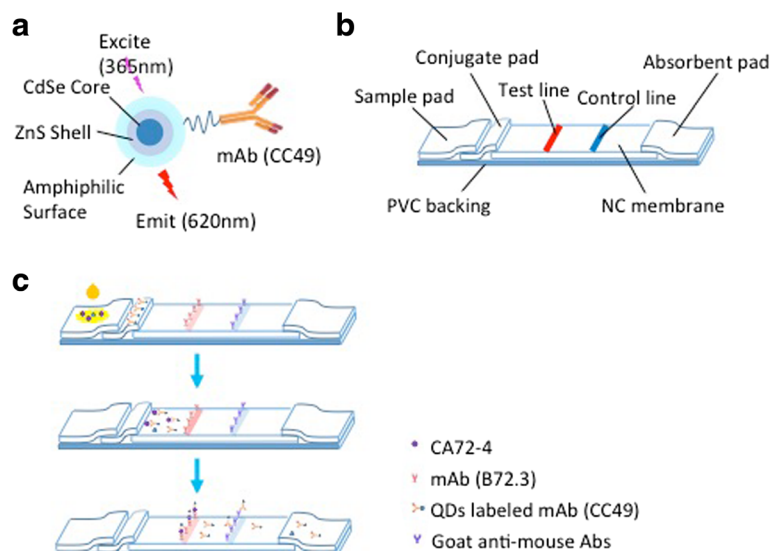 a
Excite
(365nm)
CdSe Core
ZnS Shell
mAb (CC49)
Amphiphilic
Surface
Emit (620nm)
b
Conjugate pad
Absorbent pad
Test line
Sample pad
Control line
PVC backing
NC membrane
c
CA72-4
mAb (B72.3)
QDs labeled mAb (CC49)
Goat anti-mouse Abs